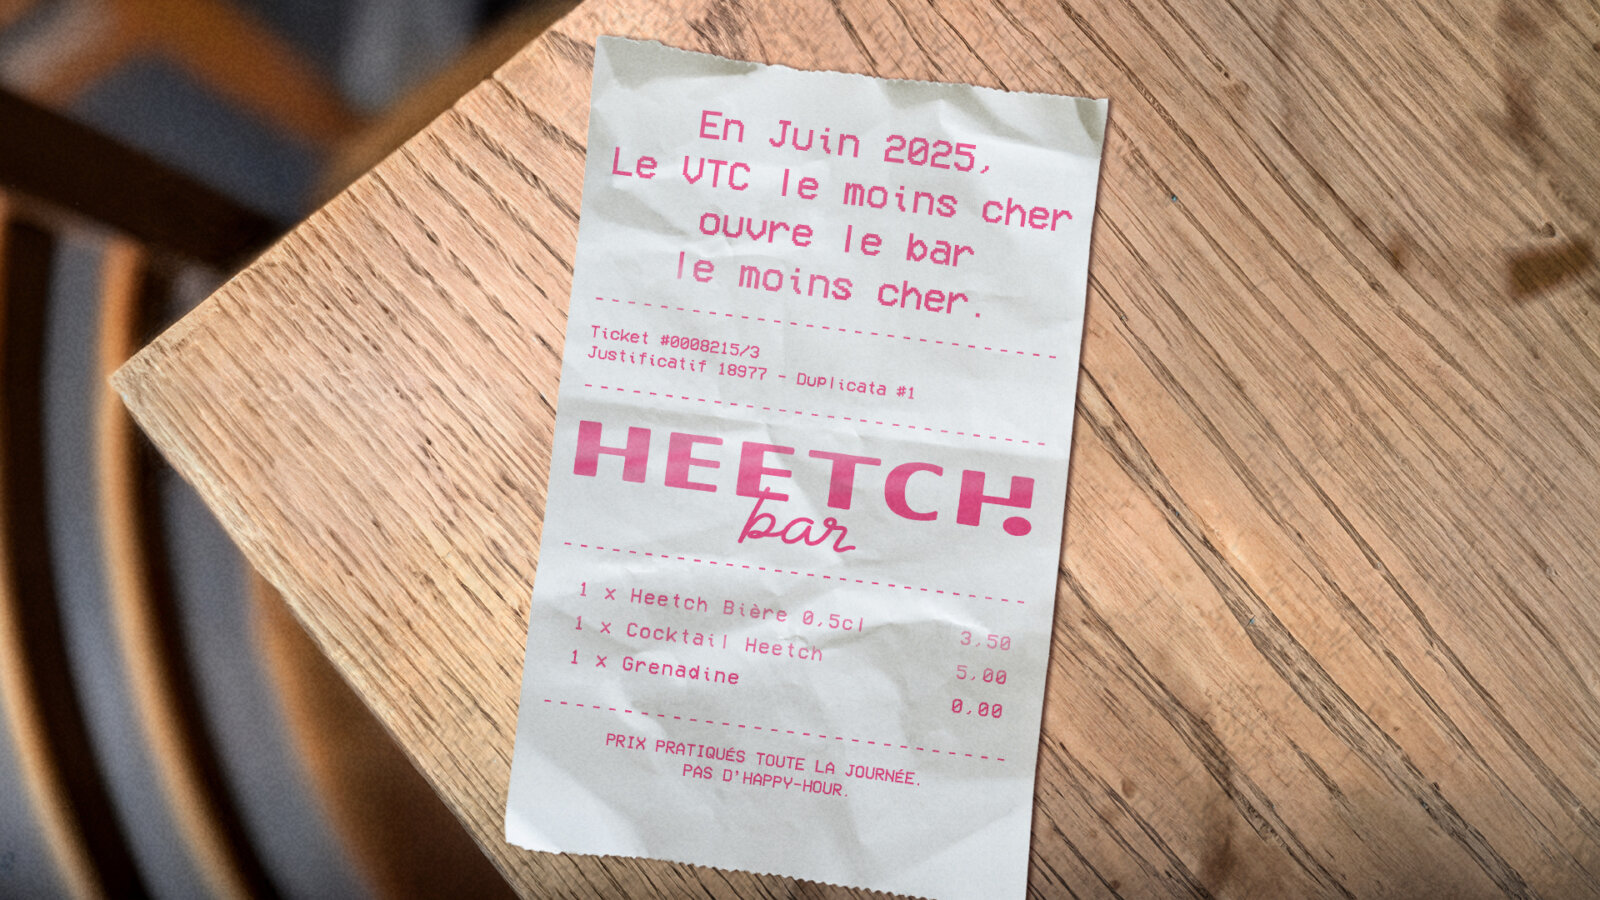 En Juin 2025,
Le VTC le moins cher
ouvre le bar
le moins cher.
Ticket #0008215/3
Justificatif 18977 - Duplicata #1
HEETCH
bar
1 x Heetch Bière 0,5cl 3,50
1 x Cocktail Heetch 5,00
1 x Grenadine 0,00
PRIX PRATIQUÉS TOUTE LA JOURNÉE.
PAS D'HAPPY-HOUR.